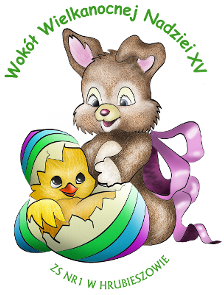 Wokół Wielkanocnej Nadziei XV
ZS NR1 W HRUBIESZOWIE